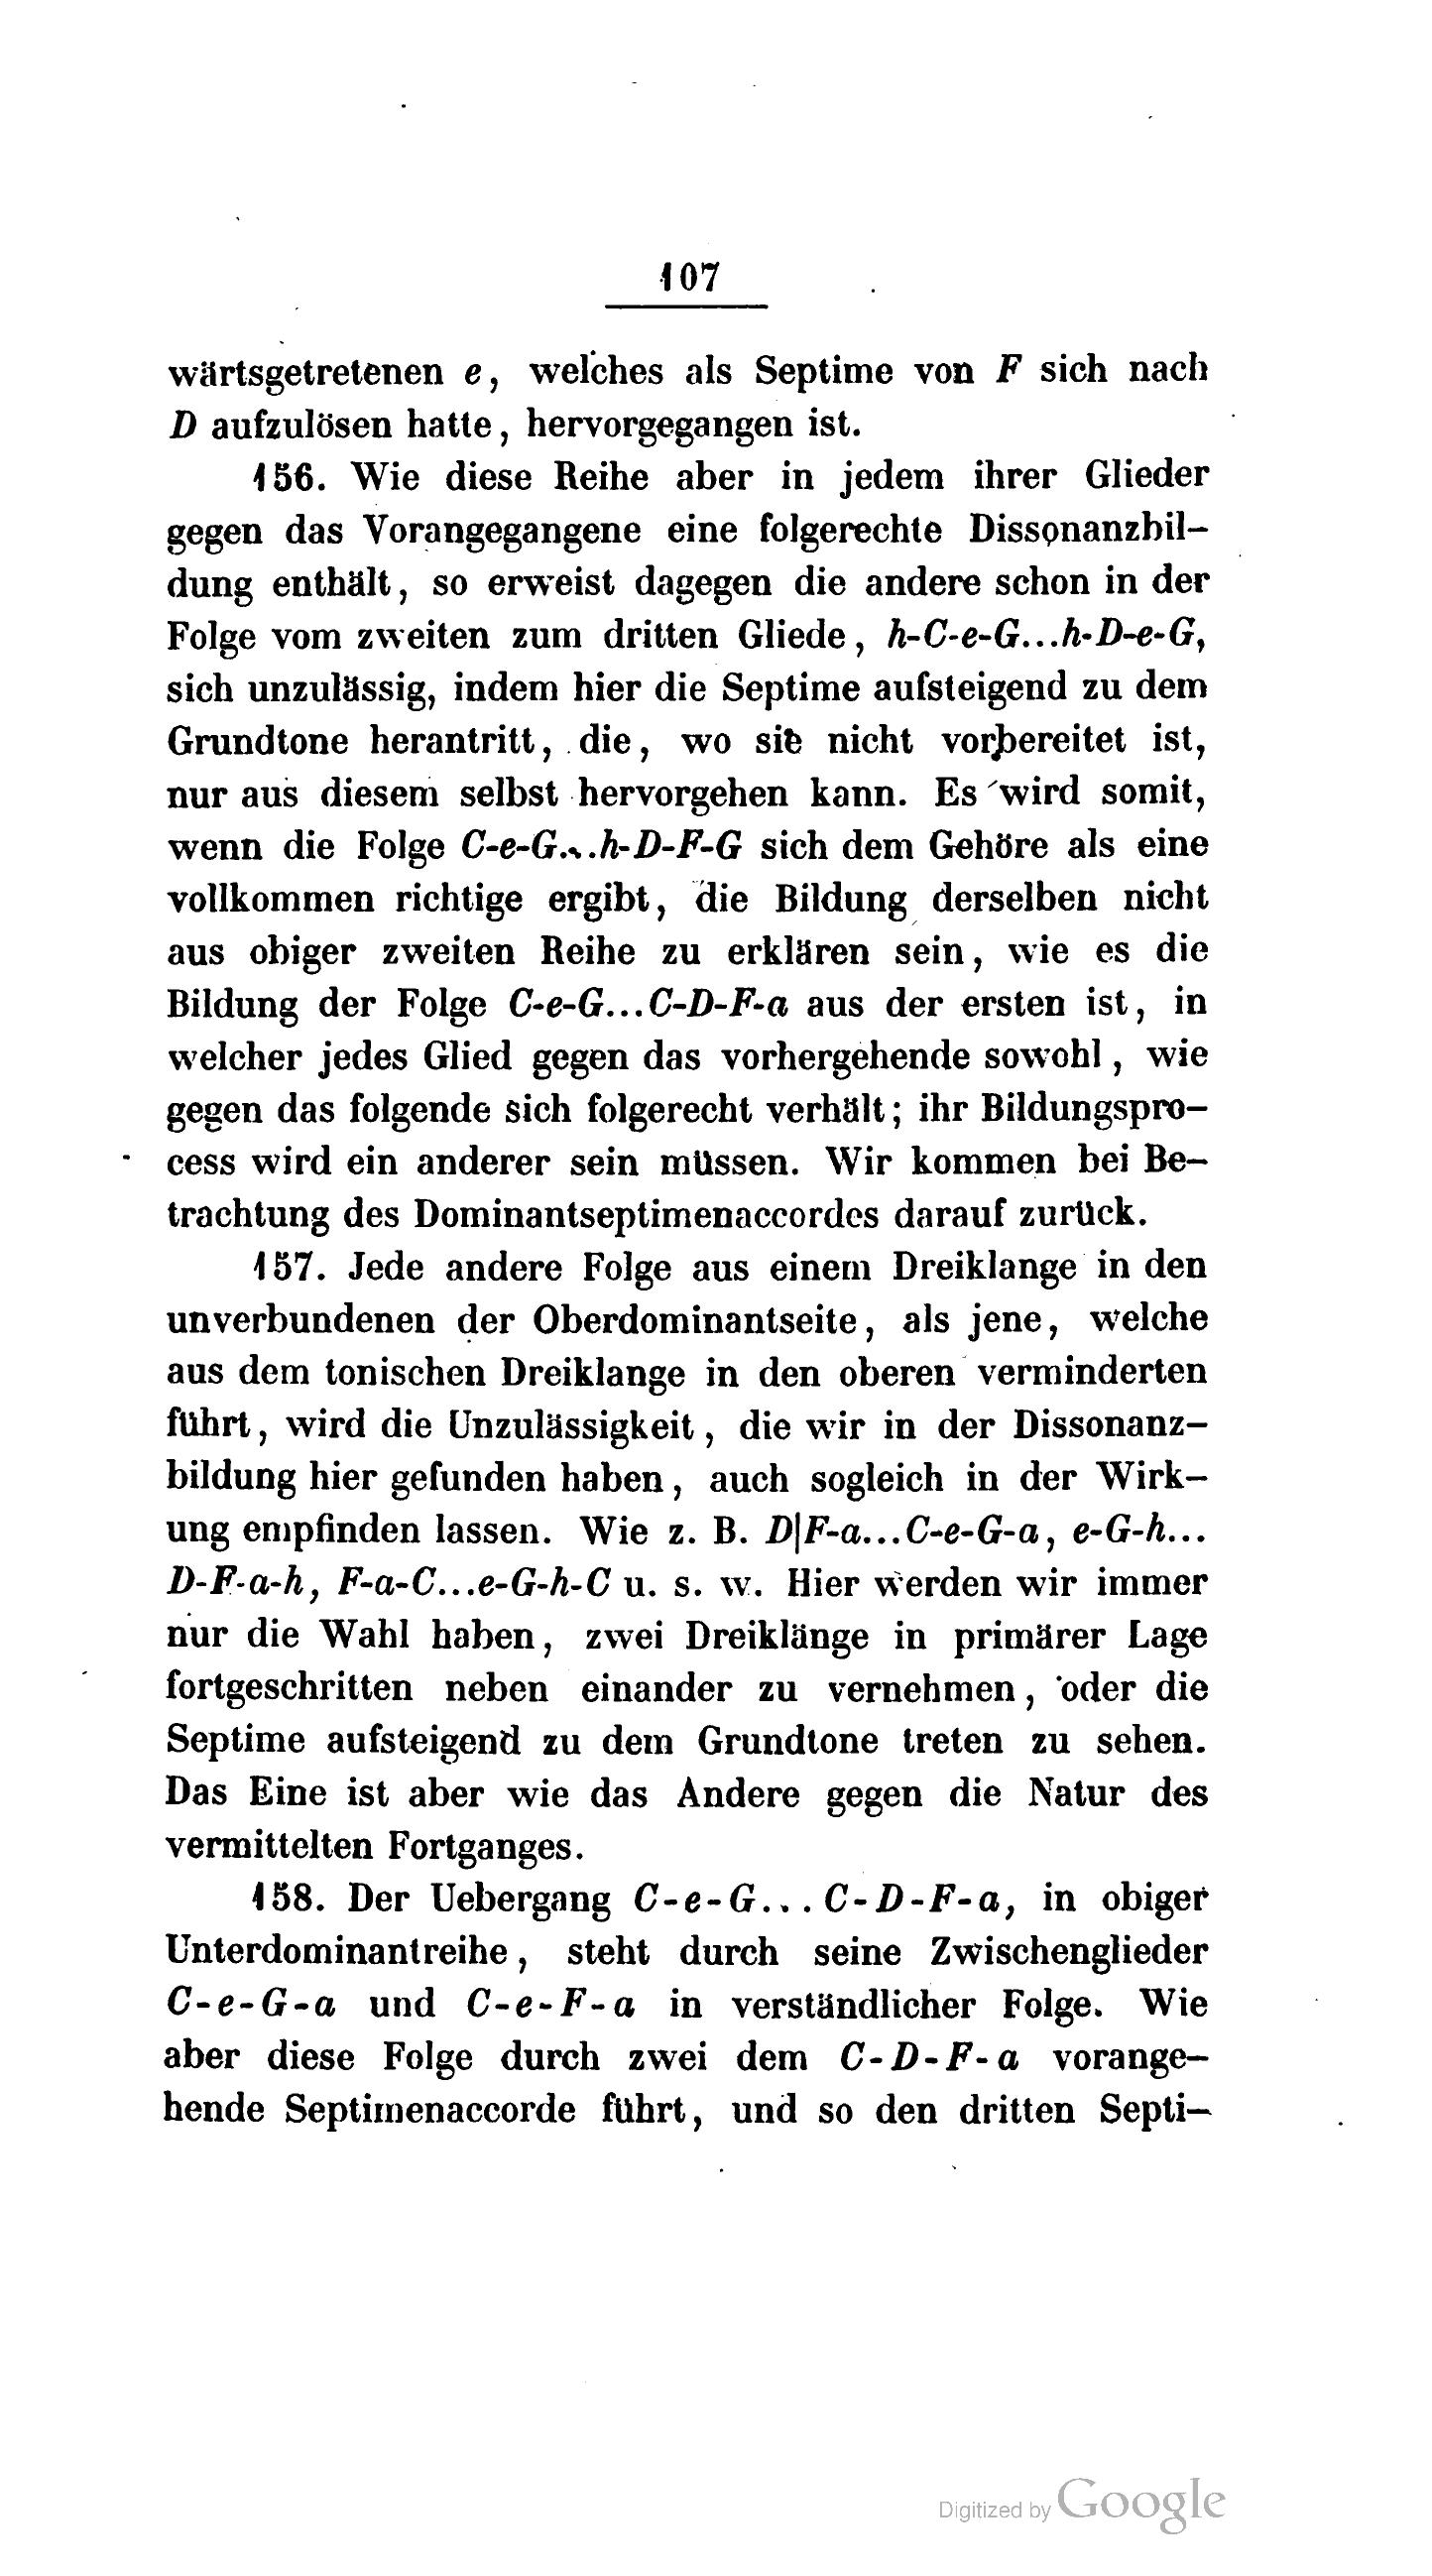 107
wärtsgetretenen e, welches als Septime von F sich nach
D aufzulösen hatte, hervorgegangen ist.
156. Wie diese Reihe aber in jedem ihrer Glieder
gegen das Vorangegangene eine folgerechte Dissonanzbil-
dung enthält, so erweist dagegen die andere schon in der
Folge vom zweiten zum dritten Gliede, h-C-e-G...h-D-e-G,
sich unzulässig, indem hier die Septime aufsteigend zu dem
Grundtone herantritt, die, wo sie nicht vorbereitet ist,
nur aus diesem selbst hervorgehen kann. Es wird somit,
wenn die Folge C-e-G...h-D-F-G sich dem Gehöre als eine
vollkommen richtige ergibt, die Bildung derselben nicht
aus obiger zweiten Reihe zu erklären sein, wie es die
Bildung der Folge C-e-G...C-D-F-a aus der ersten ist, in
welcher jedes Glied gegen das vorhergehende sowohl, wie
gegen das folgende sich folgerecht verhält; ihr Bildungspro-
cess wird ein anderer sein müssen. Wir kommen bei Be-
trachtung des Dominantseptimenaccordes darauf zurück.
157. Jede andere Folge aus einem Dreiklange in den
unverbundenen der Oberdominantseite, als jene, welche
aus dem tonischen Dreiklange in den oberen verminderten
führt, wird die Unzulässigkeit, die wir in der Dissonanz-
bildung hier gefunden haben, auch sogleich in der Wirk-
ung empfinden lassen. Wie z. B. D|F-a...C-e-G-a, e-G-h...
D-F-a-h, F-a-C...e-G-h-C u. s. w. Hier werden wir immer
nur die Wahl haben, zwei Dreiklänge in primärer Lage
fortgeschritten neben einander zu vernehmen, oder die
Septime aufsteigend zu dem Grundtone treten zu sehen.
Das Eine ist aber wie das Andere gegen die Natur des
vermittelten Fortganges.
158. Der Uebergang C-e-G...C-D-F-a, in obiger
Unterdominantreihe, steht durch seine Zwischenglieder
C-e-G-a und C-e-F-a in verständlicher Folge. Wie
aber diese Folge durch zwei dem C-D-F-a vorange-
hende Septimenaccorde führt, und so den dritten Septi-
Digitized by Google